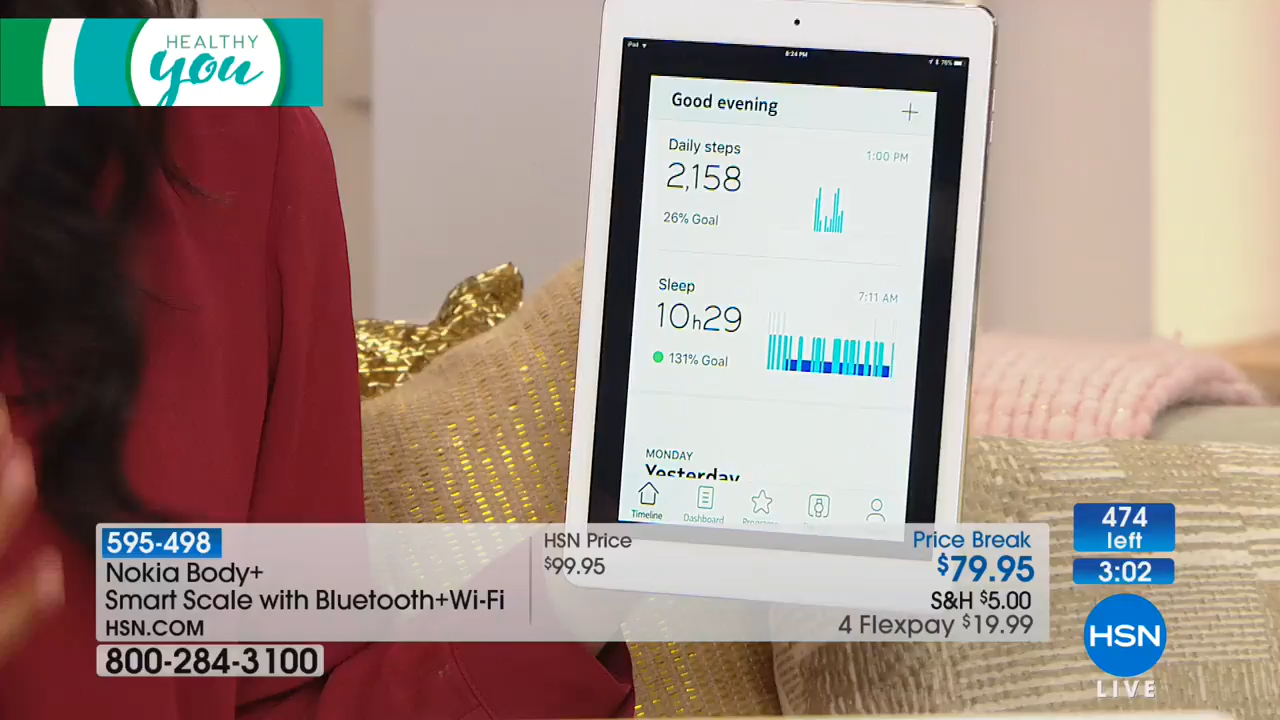 HEALTHY
you
iPad
8:24 PM
76%
Good evening
+
Daily steps
1:00 PM
2,158
26% Goal
Sleep
7:11 AM
10h29
131% Goal
MONDAY
Yesterday
Timeline
Dashboard
595-498
Nokia Body+
Smart Scale with Bluetooth+Wi-Fi
HSN.COM
800-284-3100
HSN Price
$99.95
Price Break
$79.95
S&H $5.00
4 Flexpay $19.99
474
left
3:02
HSN
LIVE